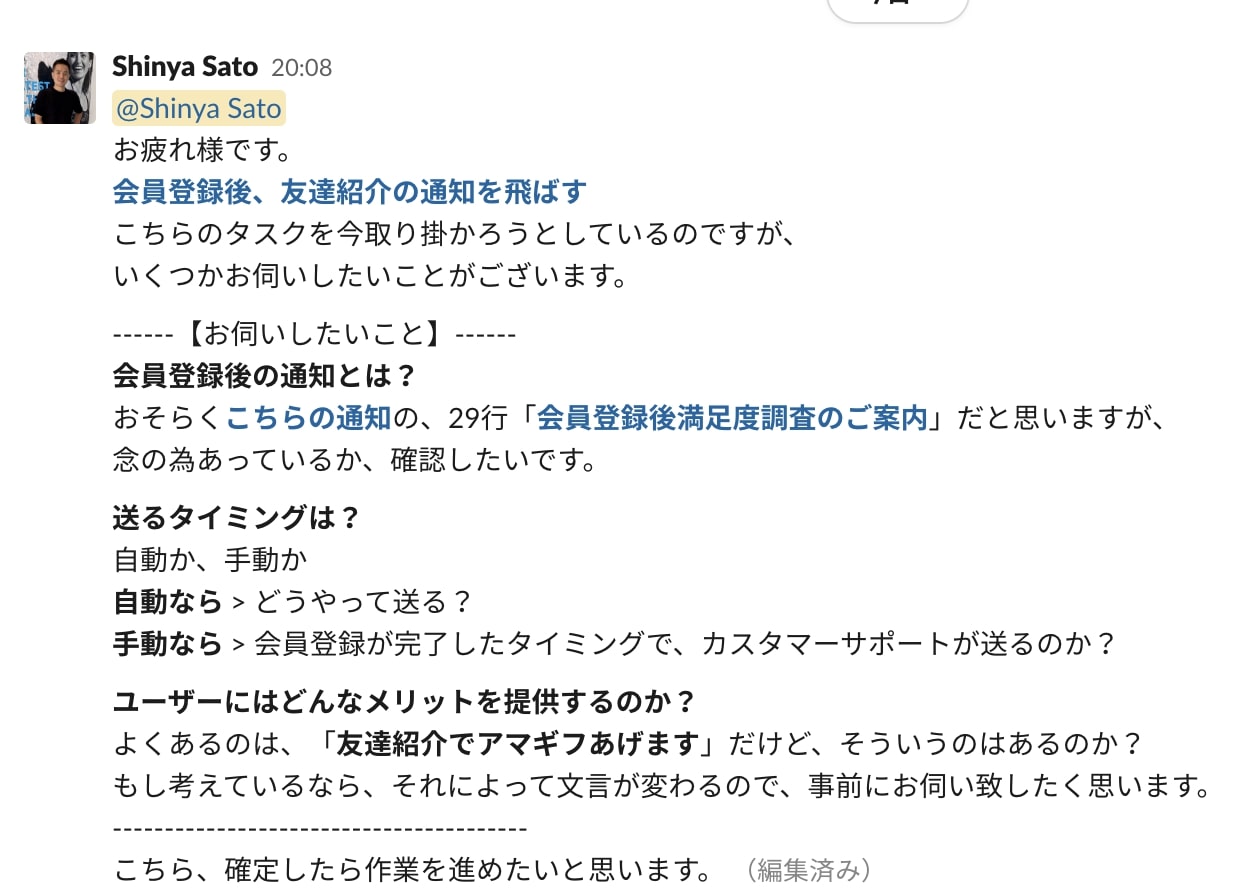 Shinya Sato 20:08
@Shinya Sato
お疲れ様です。
会員登録後、友達紹介の通知を飛ばす
こちらのタスクを今取り掛かろうとしているのですが、
いくつかお伺いしたいことがございます。
------【お伺いしたいこと】------
会員登録後の通知とは？
おそらくこちらの通知の、29行「会員登録後満足度調査のご案内」だと思いますが、
念の為あっているか、確認したいです。
送るタイミングは？
自動か、手動か
自動なら > どうやって送る？
手動なら > 会員登録が完了したタイミングで、カスタマーサポートが送るのか？
ユーザーにはどんなメリットを提供するのか？
よくあるのは、「友達紹介でアマギフあげます」だけど、そういうのはあるのか？
もし考えているなら、それによって文言が変わるので、事前にお伺い致したく思います。
----------------------------------------
こちら、確定したら作業を進めたいと思います。 （編集済み）